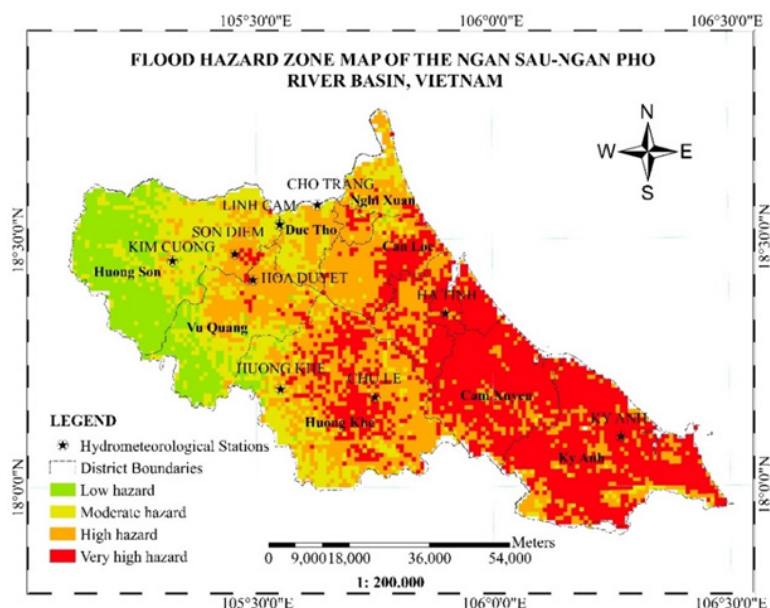 105°30'0"E 106°0'0"E 106°30'0"E
FLOOD HAZARD ZONE MAP OF THE NGAN SAU-NGAN PHO
RIVER BASIN, VIETNAM
N
W E
S
CHO TRANG
Nghi Xuan
LINH CAM
Duc Tho
SON DIEM
Can Loc
KIM CUONG
Huong Son
HOA DUYET
HA TINH
Vu Quang
HUONG KHE
CHU LE
Cam Xuyen
Huong Khe
KY ANH
Ky Anh
18°30'0"N 18°30'0"N
18°0'0"N 18°0'0"N
LEGEND
Hydrometeorological Stations
District Boundaries
Low hazard
Moderate hazard
High hazard
Very high hazard
Meters
0 9,000 18,000 36,000 54,000
1: 200.000
105°30'0"E 106°0'0"E 106°30'0"E